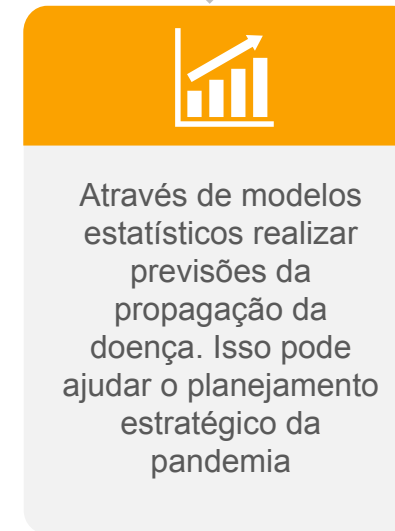 Através de modelos
estatísticos realizar
previsões da
propagação da
doença. Isso pode
ajudar o planejamento
estratégico da
pandemia